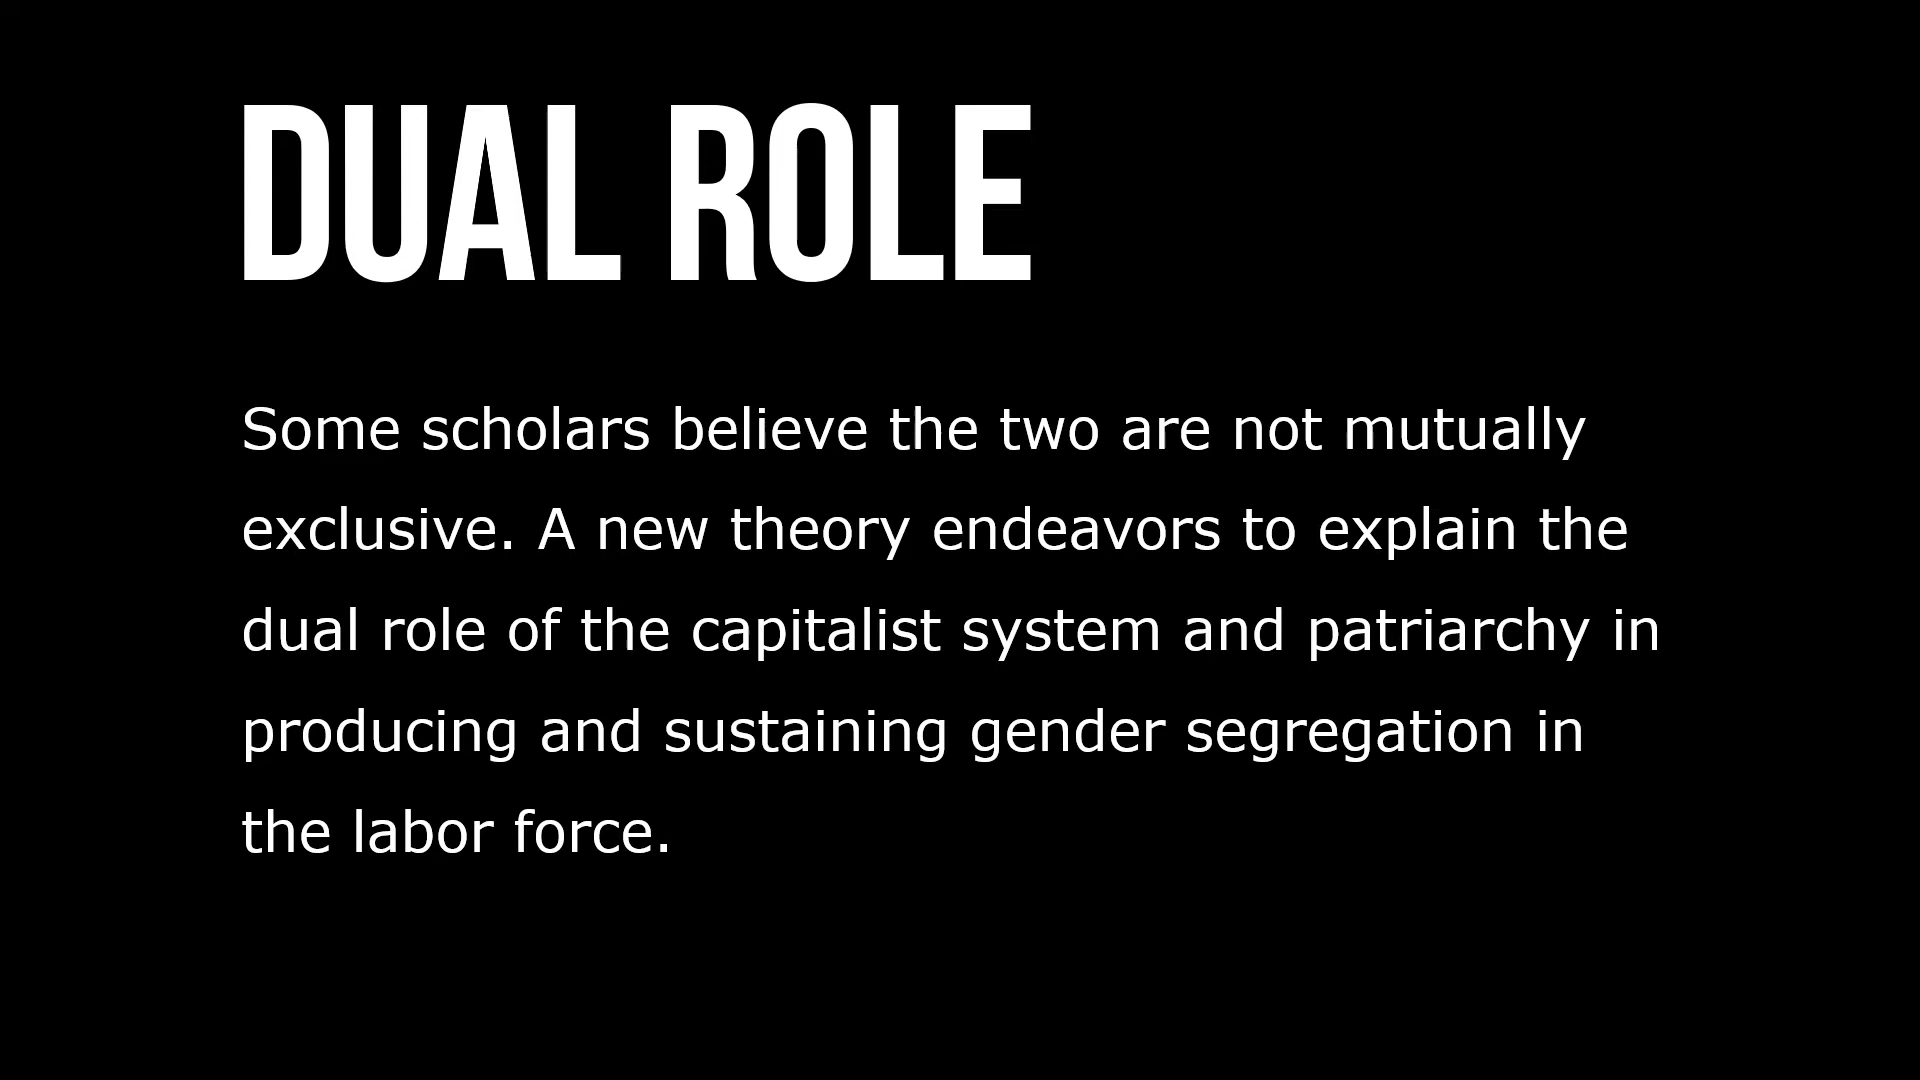 DUAL ROLE
Some scholars believe the two are not mutually
exclusive. A new theory endeavors to explain the
dual role of the capitalist system and patriarchy in
producing and sustaining gender segregation in
the labor force.